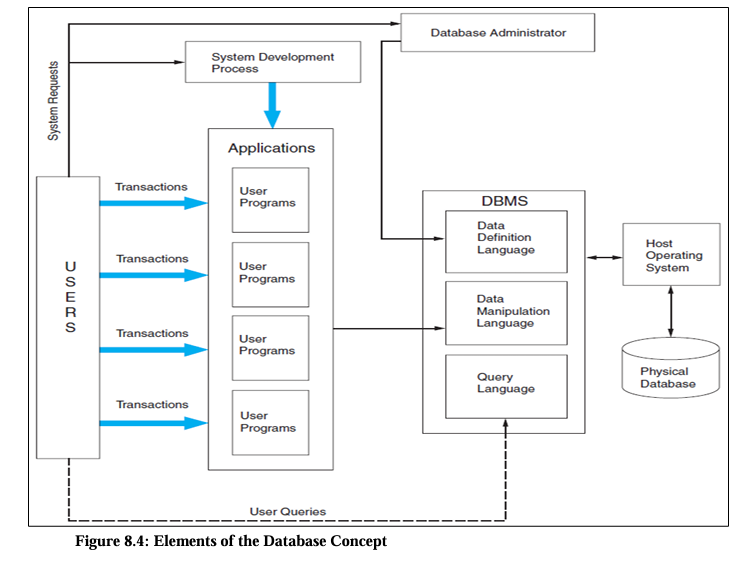 Database Administrator
System Development
Process
System Requests
Applications
Transactions
User
Programs
Transactions
User
Programs
Transactions
User
Programs
Transactions
User
Programs
USERS
DBMS
Data
Definition
Language
Data
Manipulation
Language
Query
Language
Host
Operating
System
Physical
Database
User Queries
Figure 8.4: Elements of the Database Concept